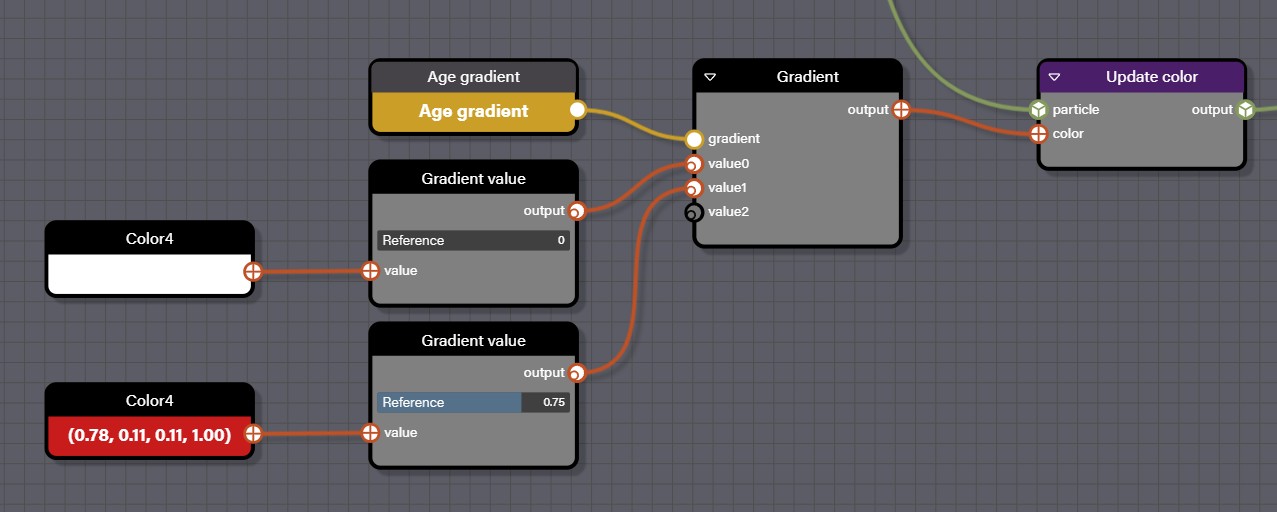 Age gradient
Age gradient
Gradient value
output
Reference 0
value
Color4
Gradient value
output
Reference 0.75
value
Color4
(0.78, 0.11, 0.11, 1.00)
Gradient
output
gradient
value0
value1
value2
Update color
particle output
color